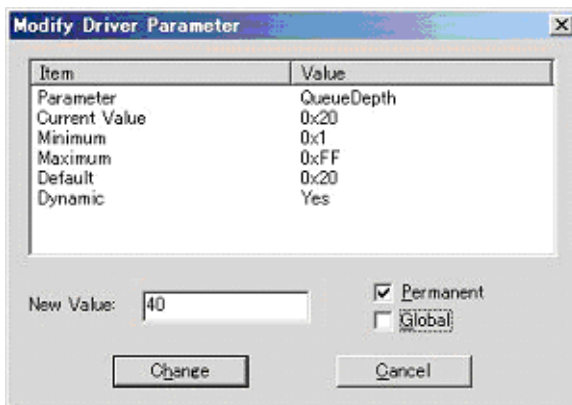 Modify Driver Parameter
Item Value
Parameter QueueDepth
Current Value 0x20
Minimum 0x1
Maximum 0xFF
Default 0x20
Dynamic Yes
New Value: 40
Permanent
Global
Change Cancel